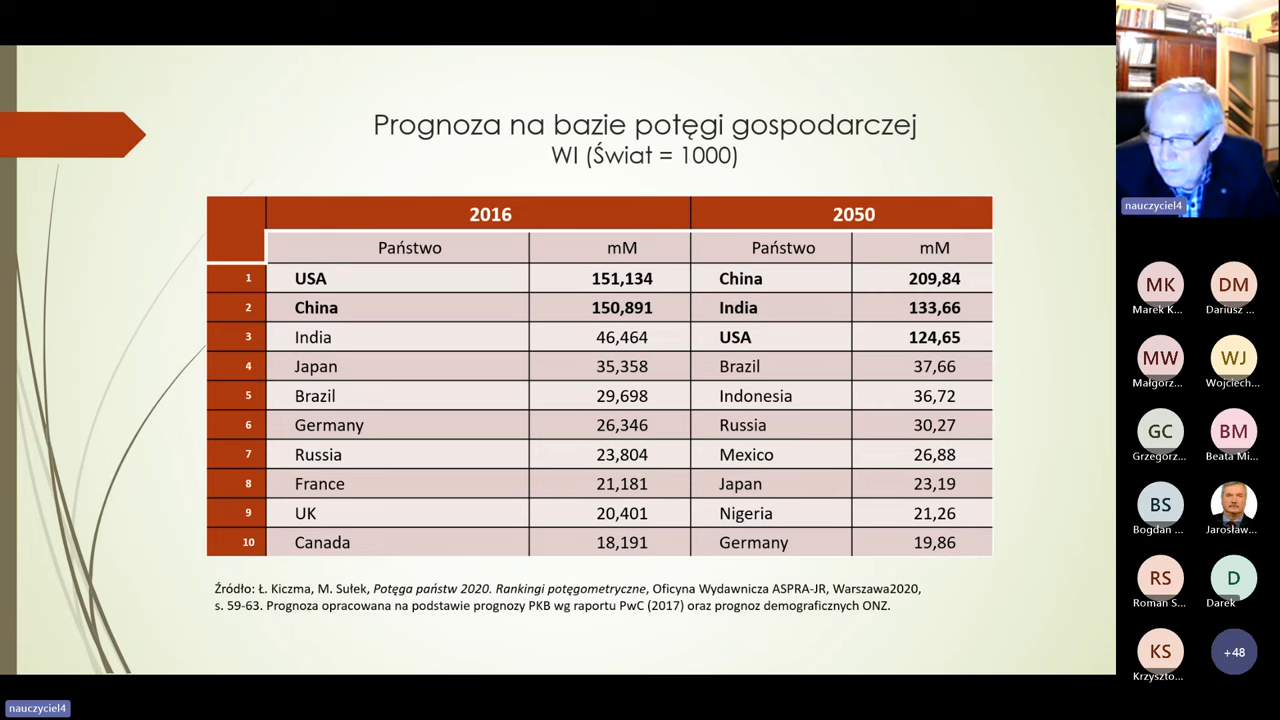 Prognoza na bazie potęgi gospodarczej
WI (Świat = 1000)
2016 2050
Państwo mM Państwo mM
1 USA 151,134 China 209,84
2 China 150,891 India 133,66
3 India 46,464 USA 124,65
4 Japan 35,358 Brazil 37,66
5 Brazil 29,698 Indonesia 36,72
6 Germany 26,346 Russia 30,27
7 Russia 23,804 Mexico 26,88
8 France 21,181 Japan 23,19
9 UK 20,401 Nigeria 21,26
10 Canada 18,191 Germany 19,86
Źródło: Ł. Kiczma, M. Sułek, Potęga państw 2020. Rankingi potęgometryczne, Oficyna Wydawnicza ASPRA-JR, Warszawa2020,
s. 59-63. Prognoza opracowana na podstawie prognozy PKB wg raportu PwC (2017) oraz prognoz demograficznych ONZ.
nauczyciel4
nauczyciel4
MK DM
Marek K... Dariusz ...
MW WJ
Małgorz... Wojciech...
GC BM
Grzegorz... Beata Mi...
BS
Bogdan ... Jarosław...
RS D
Roman S... Darek
KS +48
Krzyszto...